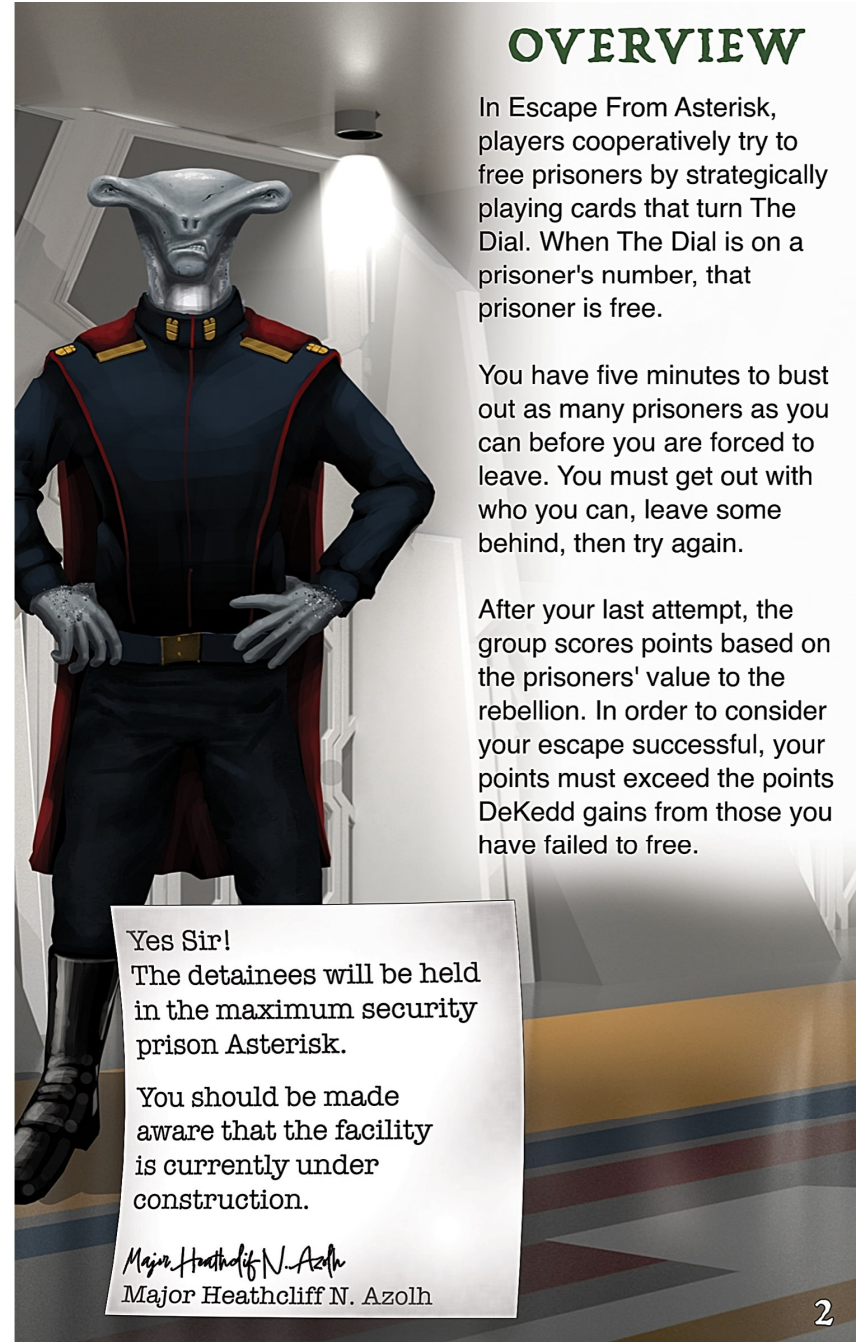 OVERVIEW
In Escape From Asterisk,
players cooperatively try to
free prisoners by strategically
playing cards that turn The
Dial. When The Dial is on a
prisoner's number, that
prisoner is free.
You have five minutes to bust
out as many prisoners as you
can before you are forced to
leave. You must get out with
who you can, leave some
behind, then try again.
After your last attempt, the
group scores points based on
the prisoners' value to the
rebellion. In order to consider
your escape successful, your
points must exceed the points
DeKedd gains from those you
have failed to free.
Yes Sir!
The detainees will be held
in the maximum security
prison Asterisk.
You should be made
aware that the facility
is currently under
construction.
Major Heathclif N. Azolh
Major Heathcliff N. Azolh
2